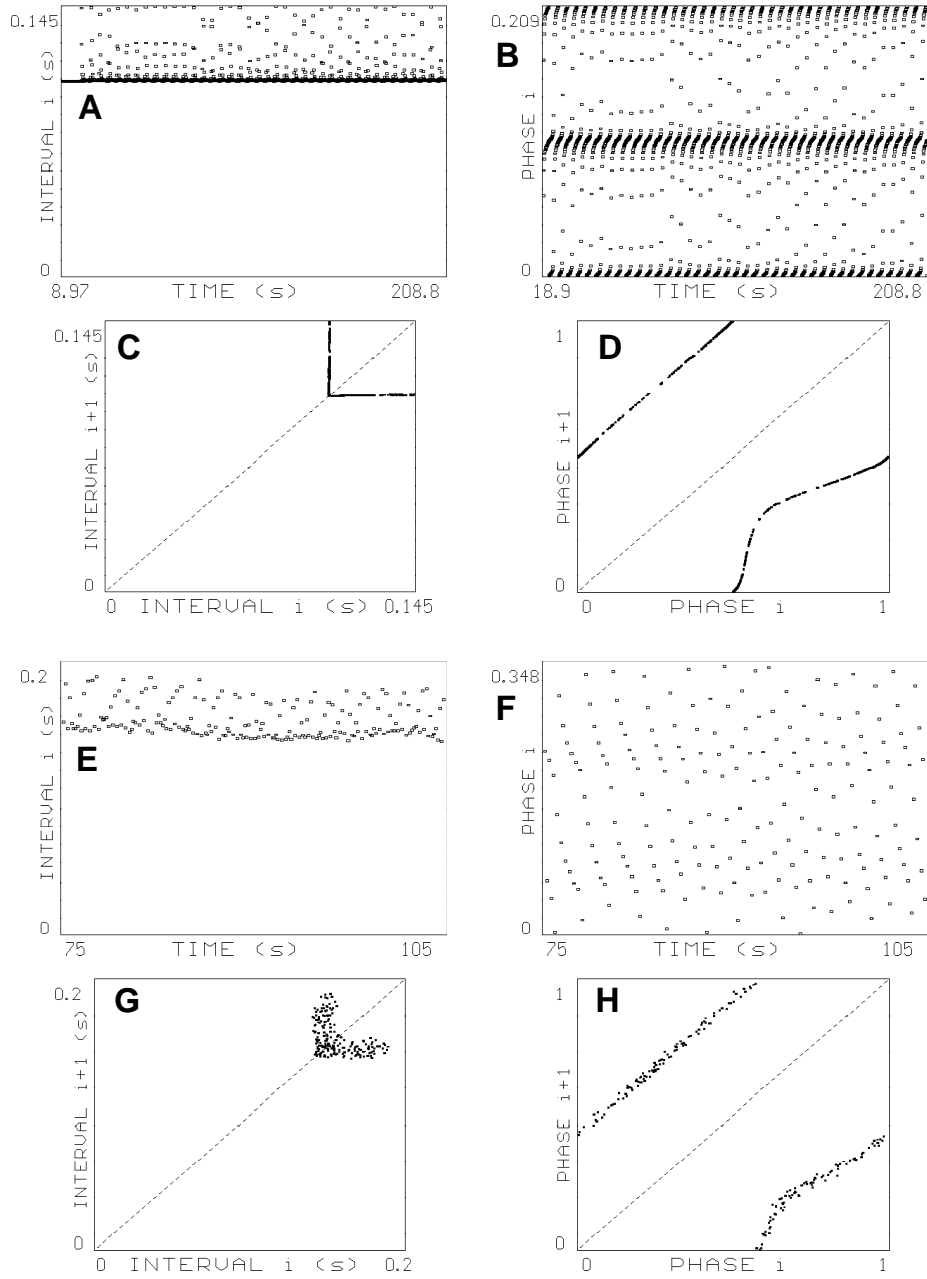 0.145
INTERVAL i (s)
A
0
8.97 TIME (s) 208.8
0.209
B
PHASE i
0
18.9 TIME (s) 208.8
0.145
C
INTERVAL i+1 (s)
0
0 INTERVAL i (s) 0.145
1
D
PHASE i+1
0
0 PHASE i 1
0.2
INTERVAL i (s)
E
0
75 TIME (s) 105
0.348
F
PHASE i
0
75 TIME (s) 105
0.2
G
INTERVAL i+1 (s)
0
0 INTERVAL i (s) 0.2
1
H
PHASE i+1
0
0 PHASE i 1